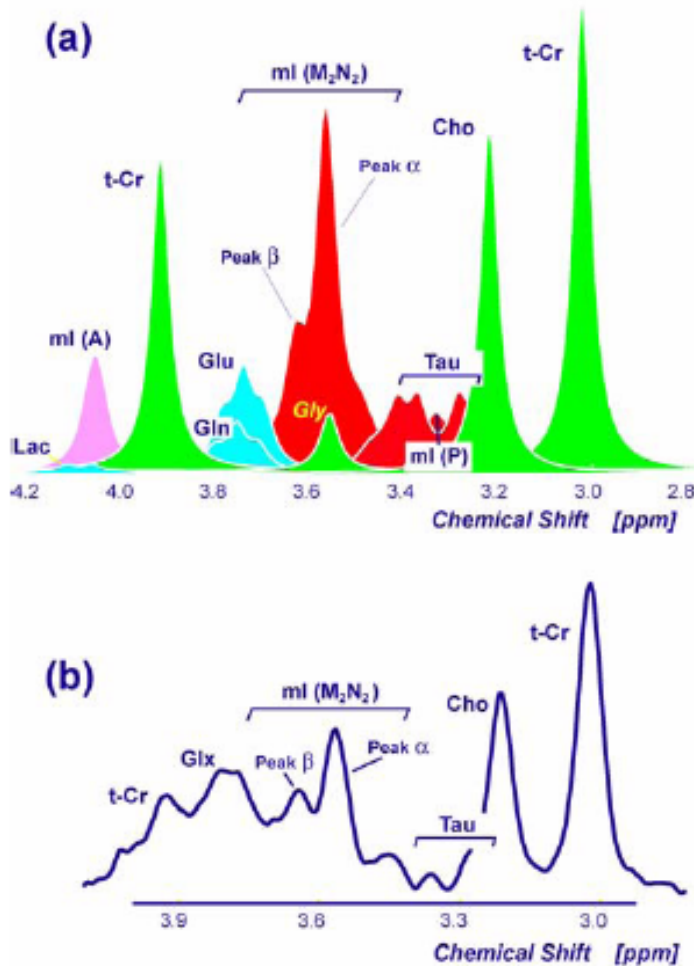 (a)
t-Cr
mI (M₂N₂)
Cho
Peak α
t-Cr
Peak β
mI (A)
Glu
Tau
Gly
Gln
Lac
mI (P)
4.2 4.0 3.8 3.6 3.4 3.2 3.0 2.8
Chemical Shift [ppm]
t-Cr
(b)
mI (M₂N₂)
Cho
Glx
Peak β
Peak α
t-Cr
Tau
3.9 3.6 3.3 3.0
Chemical Shift [ppm]